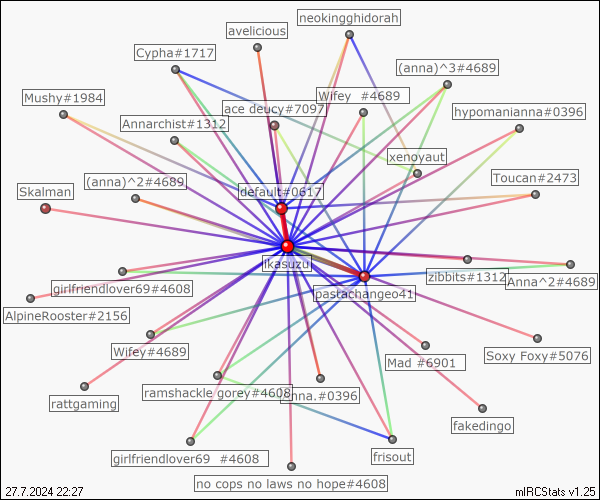 neokingghidorah
avelicious
Cypha#1717
(anna)^3#4689
Mushy#1984
Wifey  #4689
ace deucy#7097
hypomanianna#0396
Annarchist#1312
xenoyaut
(anna)^2#4689
Toucan#2473
Skalman
default#0617
ikasuzu
zibbits#1312
Anna^2#4689
girlfriendlover69#4608
pastachangeo41
AlpineRooster#2156
Wifey#4689
Soxy Foxy#5076
Mad #6901
ramshackle gorey#4608
anna.#0396
rattgaming
fakedingo
girlfriendlover69  #4608
frisout
no cops no laws no hope#4608
27.7.2024 22:27
mIRCStats v1.25